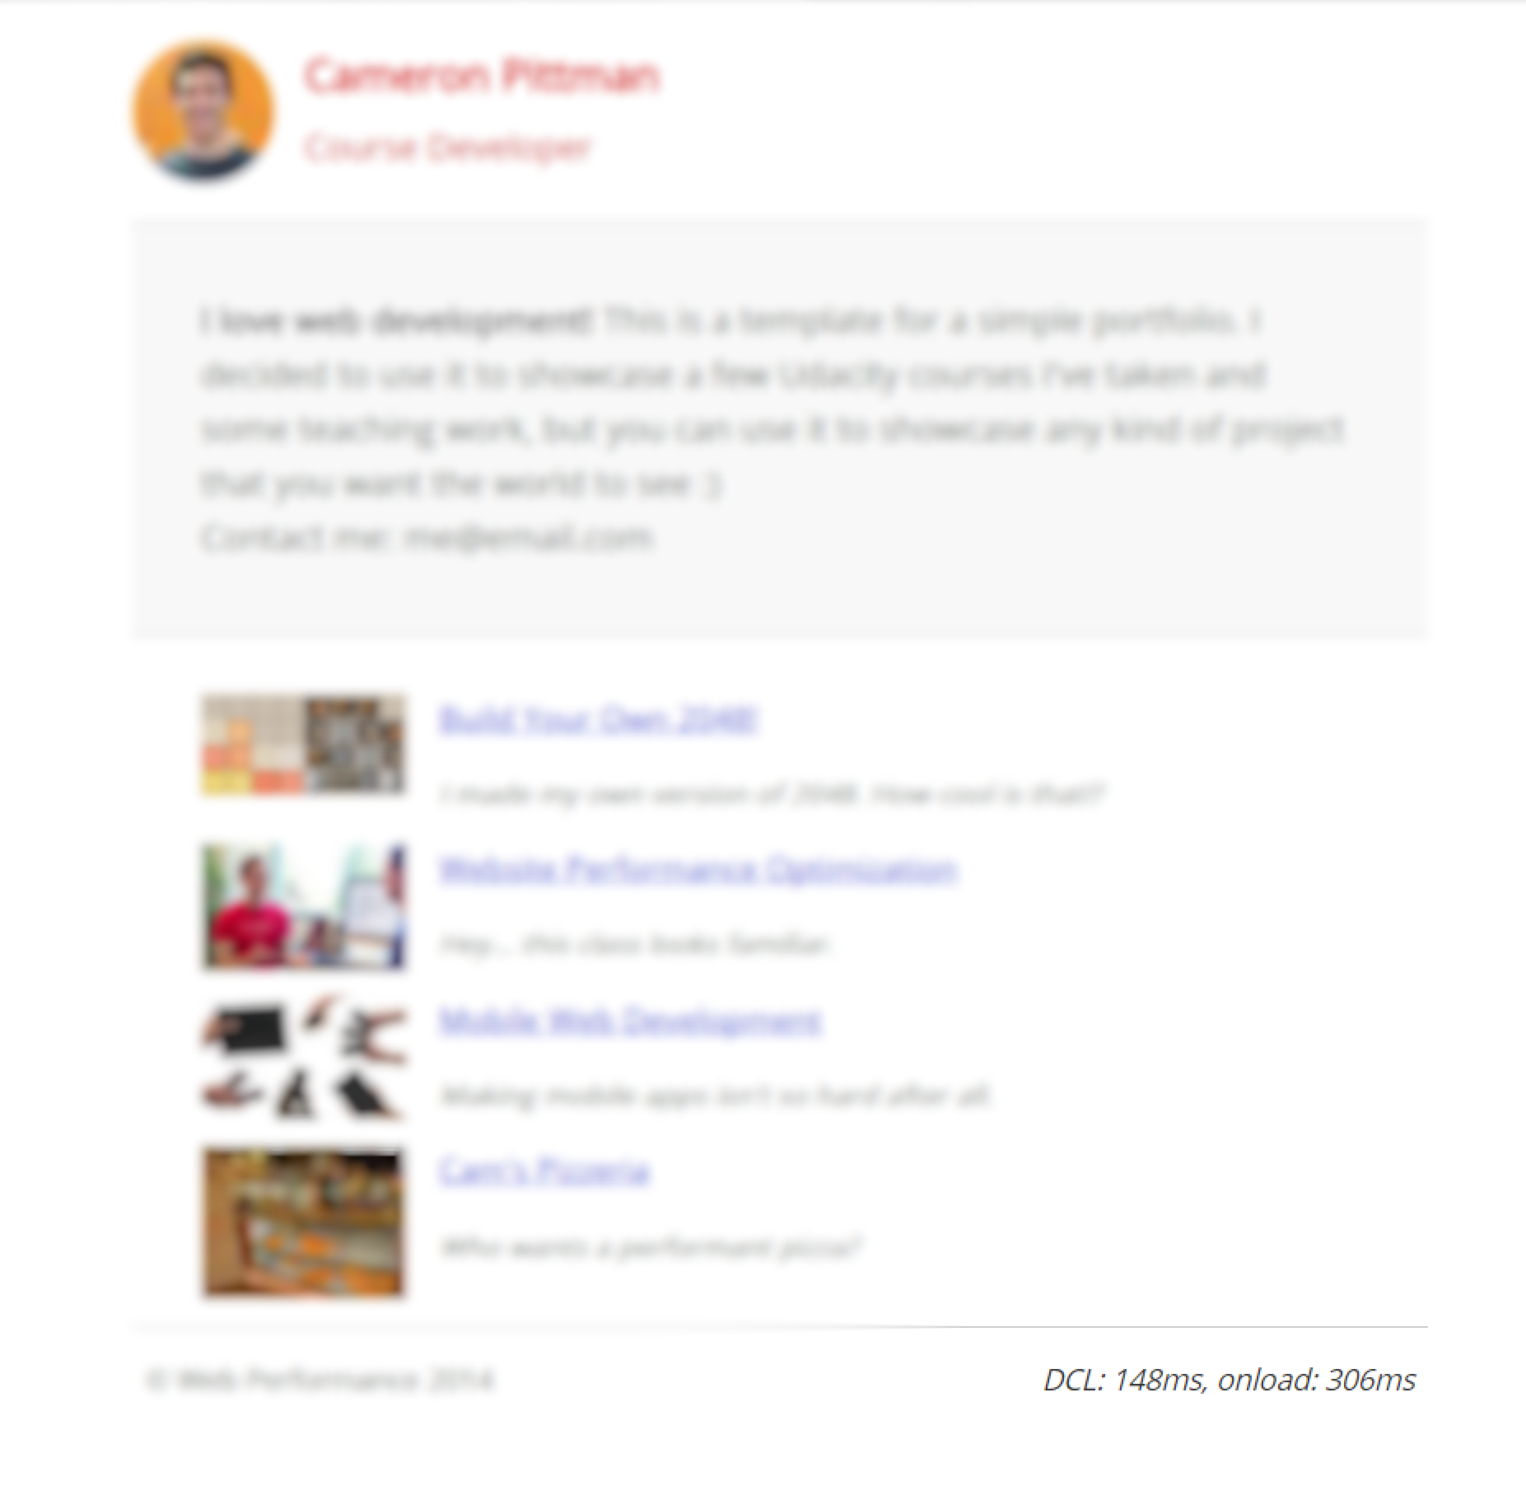 Cameron Pittman
Course Developer
I love web development! This is a template for a simple portfolio. I
decided to use it to showcase a few Udacity courses I've taken and
some teaching work, but you can use it to showcase any kind of project
that you want the world to see :)
Contact me: me@email.com
Build Your Own 2048!
I made my own version of 2048. How cool is that!?
Website Performance Optimization
Hey... this class looks familiar.
Mobile Web Development
Making mobile apps isn't so hard after all.
Cam's Pizzeria
Who wants a performant pizza?
© Web Performance 2014
DCL: 148ms, onload: 306ms